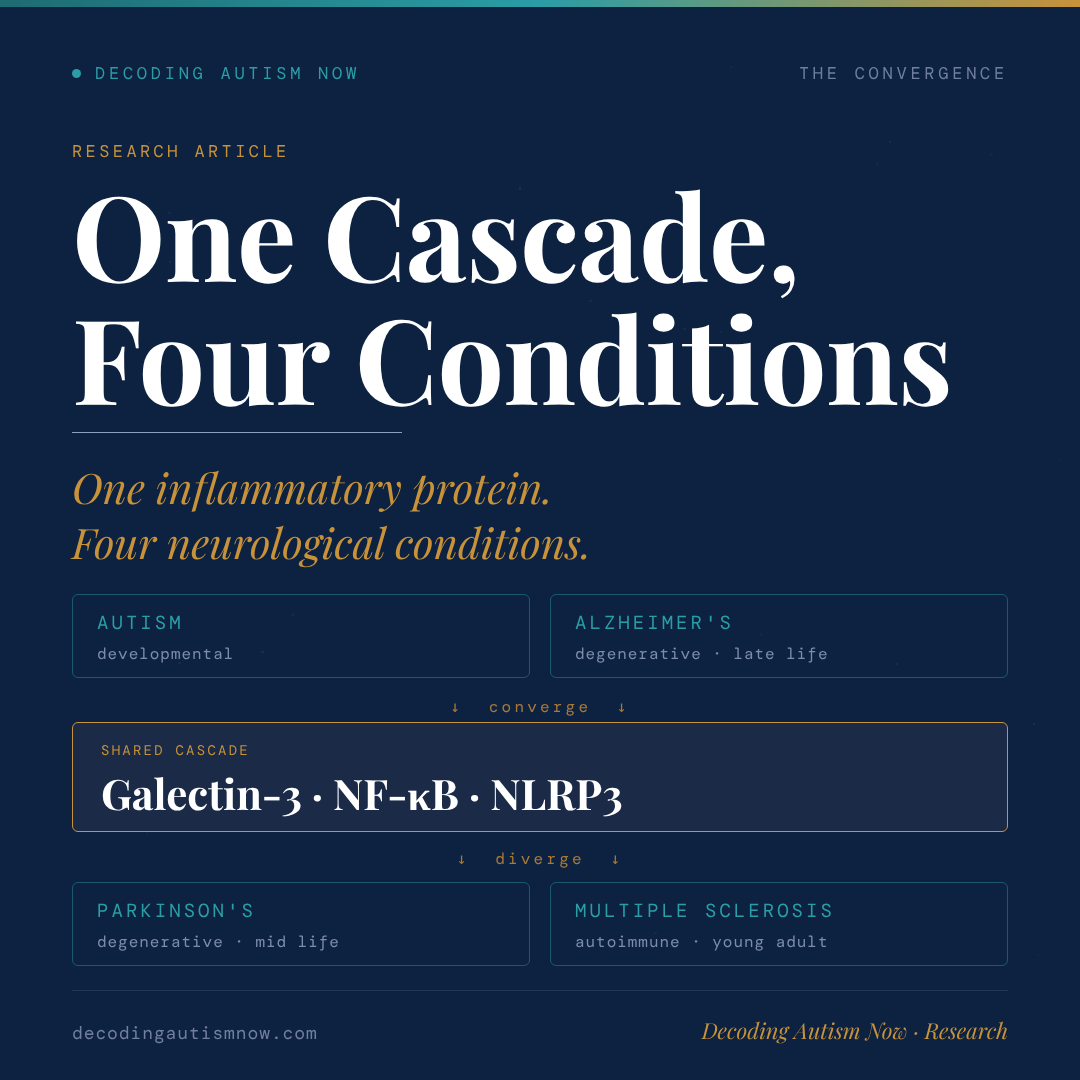 DECODING AUTISM NOW
THE CONVERGENCE
RESEARCH ARTICLE
One Cascade,
Four Conditions
One inflammatory protein.
Four neurological conditions.
AUTISM
developmental
ALZHEIMER'S
degenerative · late life
↓ converge ↓
SHARED CASCADE
Galectin-3 · NF-κB · NLRP3
↓ diverge ↓
PARKINSON'S
degenerative · mid life
MULTIPLE SCLEROSIS
autoimmune · young adult
decodingautismnow.com
Decoding Autism Now · Research